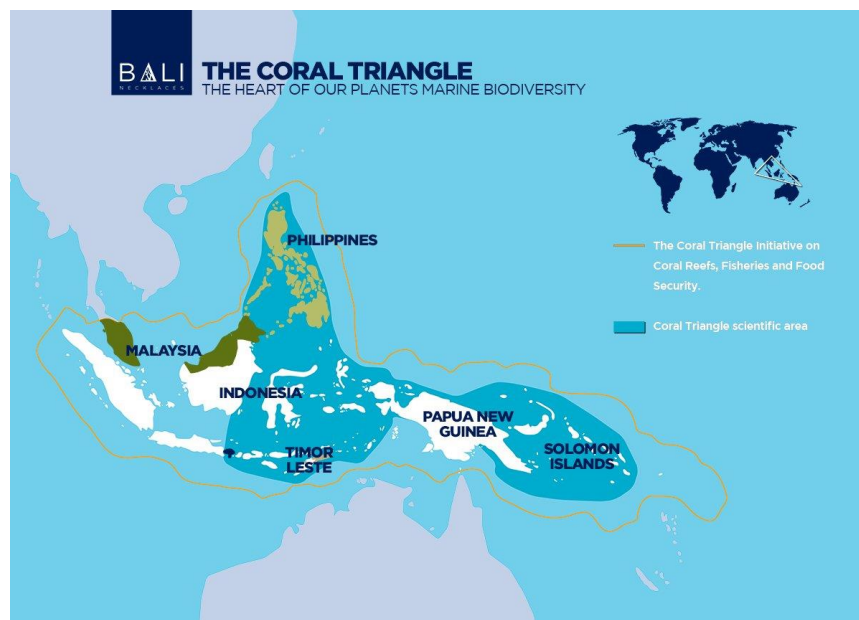 BALI
NECKLACES
THE CORAL TRIANGLE
THE HEART OF OUR PLANETS MARINE BIODIVERSITY
PHILIPPINES
The Coral Triangle Initiative on
Coral Reefs, Fisheries and Food
Security.
Coral Triangle scientific area
MALAYSIA
INDONESIA
PAPUA NEW
GUINEA
TIMOR
LESTE
SOLOMON
ISLANDS